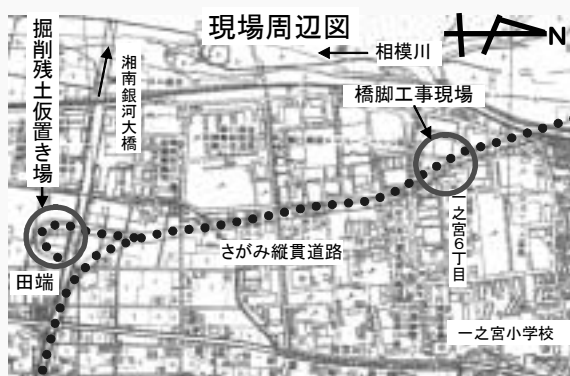 現場周辺図
相模川
N
掘削残土仮置き場
湘南銀河大橋
橋脚工事現場
一之宮6丁目
さがみ縦貫道路
田端
一之宮小学校